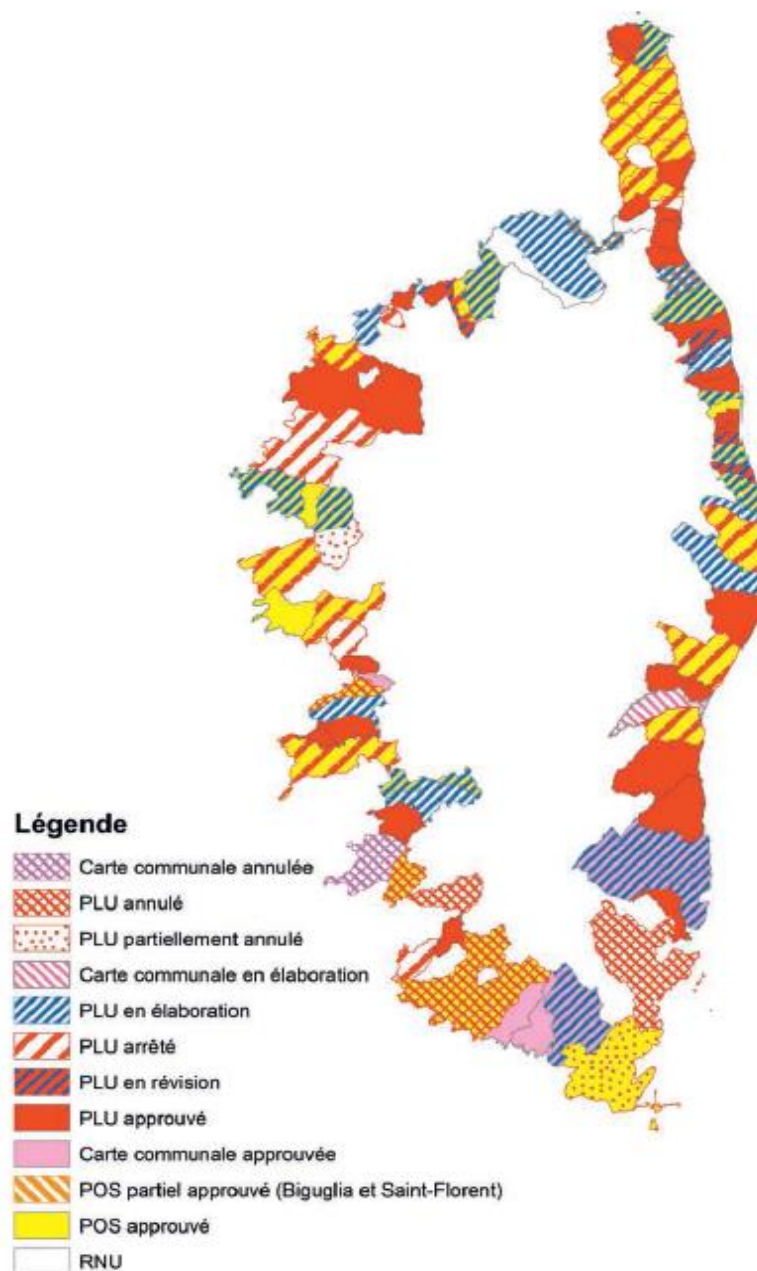 Légende
Carte communale annulée
PLU annulé
PLU partiellement annulé
Carte communale en élaboration
PLU en élaboration
PLU arrêté
PLU en révision
PLU approuvé
Carte communale approuvée
POS partiel approuvé (Biguglia et Saint-Florent)
POS approuvé
RNU